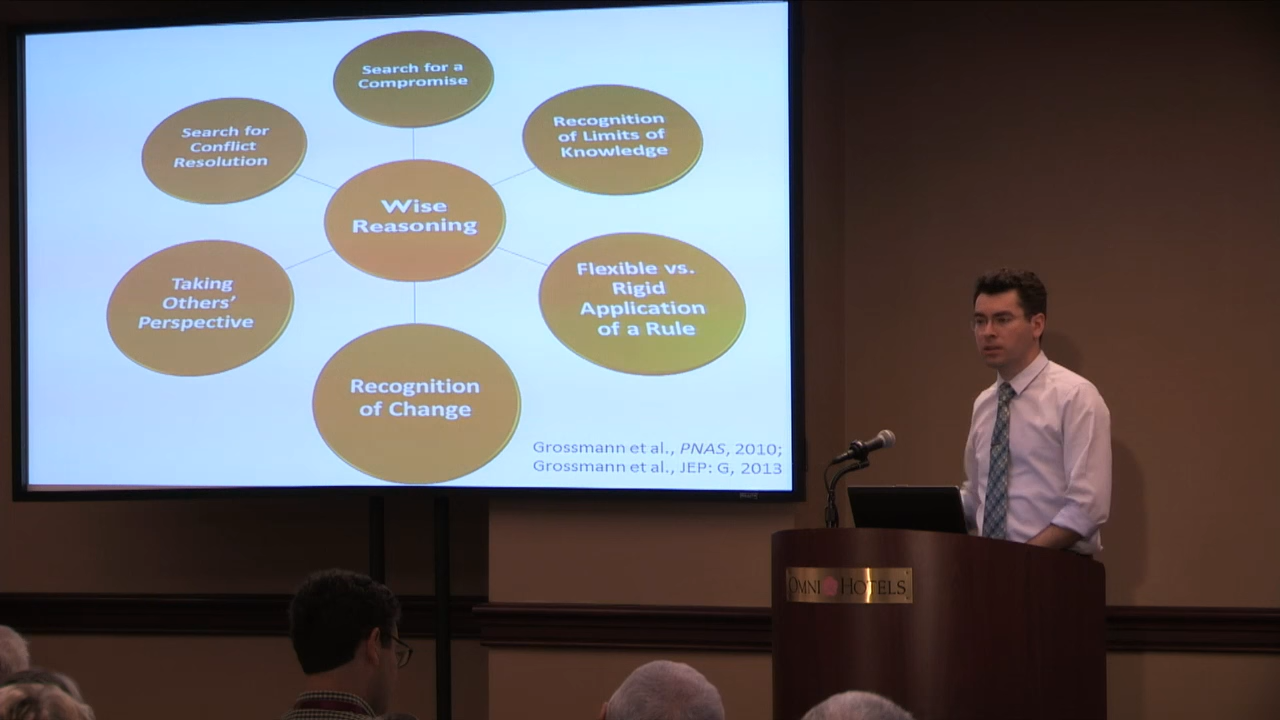 Search for a
Compromise
Search for
Conflict
Resolution
Recognition
of Limits of
Knowledge
Wise
Reasoning
Taking
Others’
Perspective
Flexible vs.
Rigid
Application
of a Rule
Recognition
of Change
Grossmann et al., PNAS, 2010;
Grossmann et al., JEP: G, 2013
OMNI HOTELS